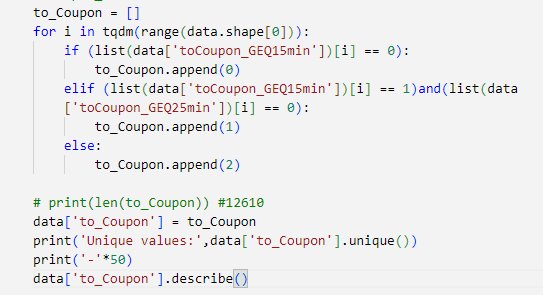 to_Coupon = []
for i in tqdm(range(data.shape[0])):
    if (list(data['toCoupon_GEQ15min'])[i] == 0):
        to_Coupon.append(0)
    elif (list(data['toCoupon_GEQ15min'])[i] == 1)and(list(data
    ['toCoupon_GEQ25min'])[i] == 0):
        to_Coupon.append(1)
    else:
        to_Coupon.append(2)

# print(len(to_Coupon)) #12610
data['to_Coupon'] = to_Coupon
print('Unique values:',data['to_Coupon'].unique())
print('-'*50)
data['to_Coupon'].describe()